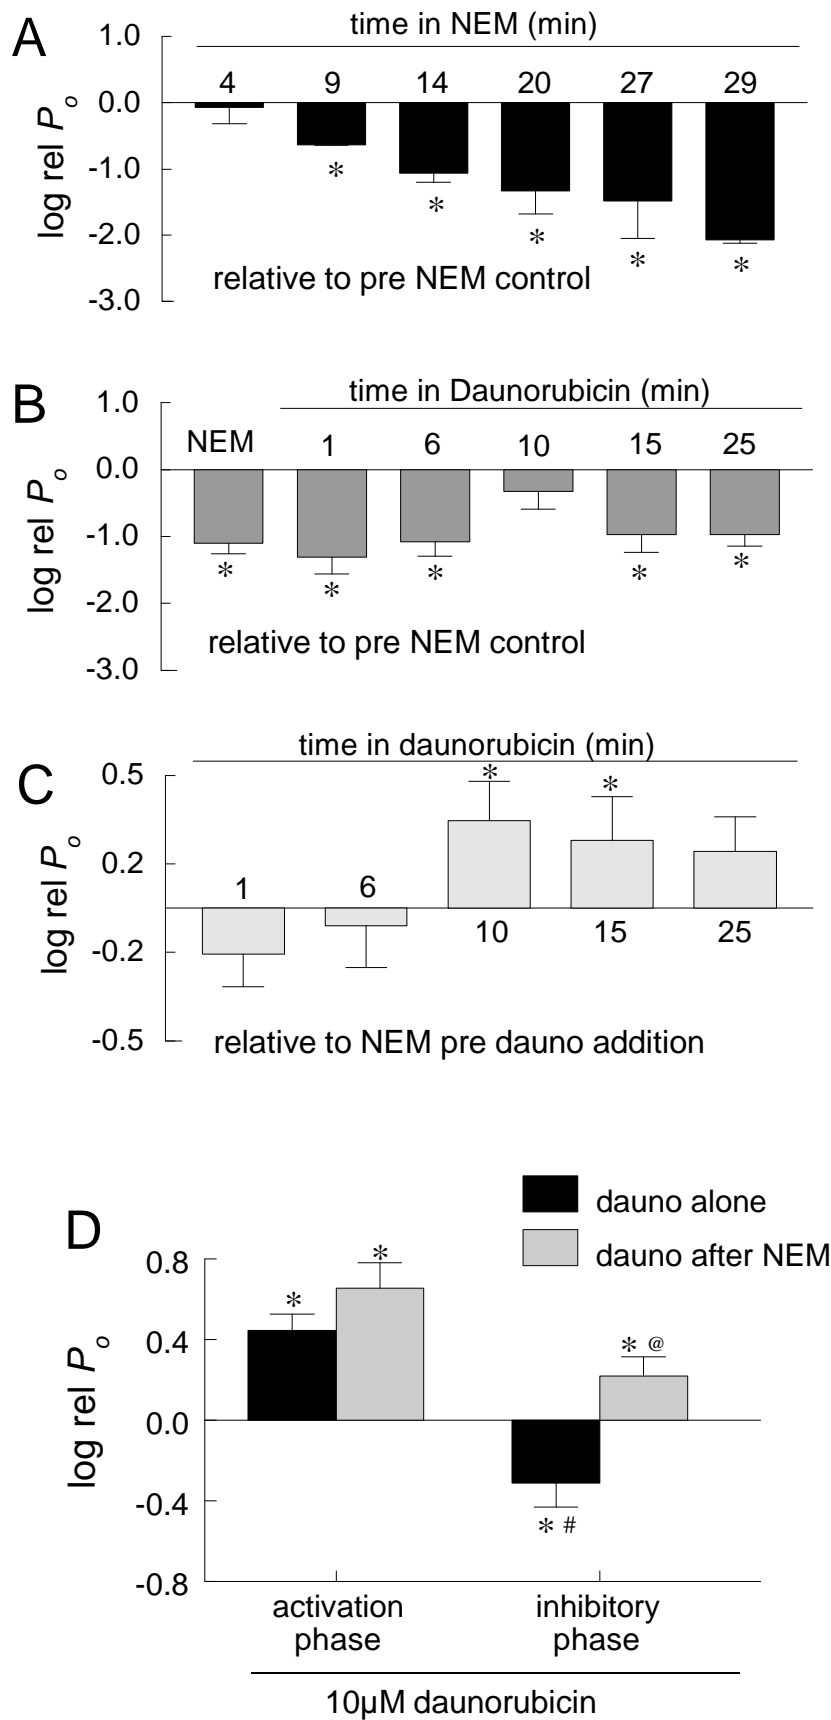 A
time in NEM (min)
1.0
4 9 14 20 27 29
0.0
-1.0
-2.0
-3.0
log rel Po
* * * * *
relative to pre NEM control
B
time in Daunorubicin (min)
1.0
NEM 1 6 10 15 25
0.0
-1.0
-2.0
-3.0
log rel Po
* * * * *
relative to pre NEM control
C
time in daunorubicin (min)
0.5
* *
0.2
1 6
10 15 25
-0.2
-0.5
log rel Po
relative to NEM pre dauno addition
D
dauno alone
dauno after NEM
0.8
0.4
0.0
-0.4
-0.8
log rel Po
* *
* @
* #
activation
phase
inhibitory
phase
10µM daunorubicin